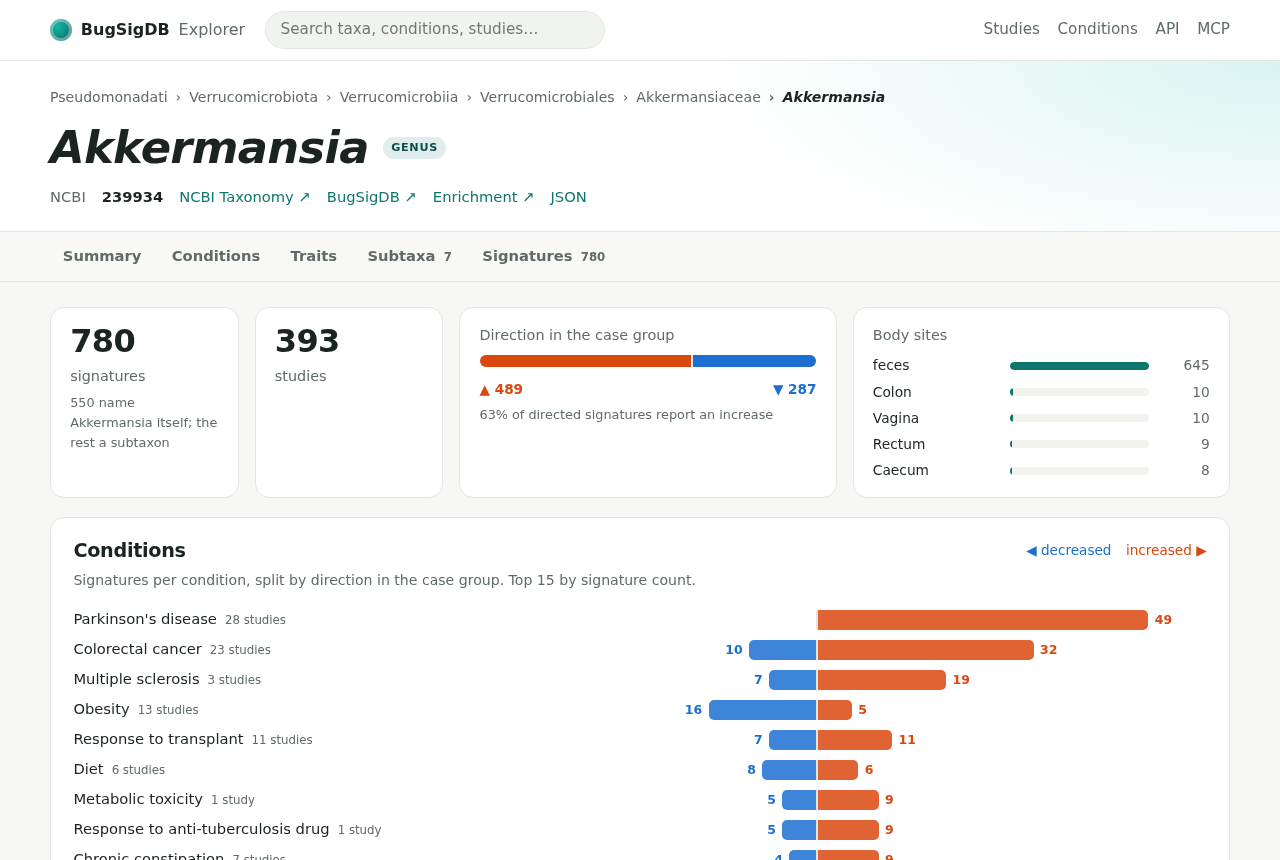 BugSigDB Explorer
Search taxa, conditions, studies…
Studies Conditions API MCP
Pseudomonadati › Verrucomicrobiota › Verrucomicrobiia › Verrucomicrobiales › Akkermansiaceae › Akkermansia
Akkermansia GENUS
NCBI 239934 NCBI Taxonomy ↗ BugSigDB ↗ Enrichment ↗ JSON
Summary Conditions Traits Subtaxa 7 Signatures 780
780
signatures
550 name
Akkermansia itself; the
rest a subtaxon
393
studies
Direction in the case group
▲ 489 ▼ 287
63% of directed signatures report an increase
Body sites
feces 645
Colon 10
Vagina 10
Rectum 9
Caecum 8
Conditions
◀ decreased increased ▶
Signatures per condition, split by direction in the case group. Top 15 by signature count.
Parkinson's disease 28 studies 49
Colorectal cancer 23 studies 10 32
Multiple sclerosis 3 studies 7 19
Obesity 13 studies 16 5
Response to transplant 11 studies 7 11
Diet 6 studies 8 6
Metabolic toxicity 1 study 5 9
Response to anti-tuberculosis drug 1 study 5 9
Chronic constipation 7 studies 4 9